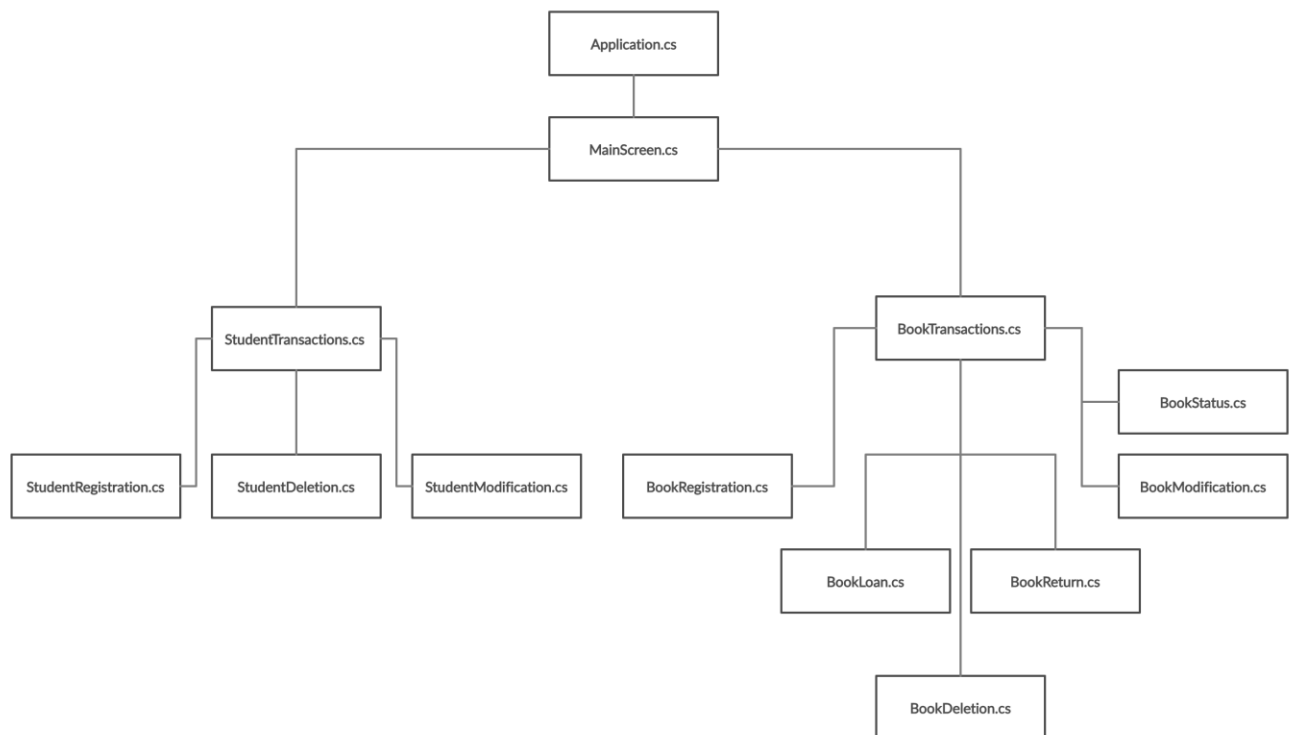 Application.cs
MainScreen.cs
StudentTransactions.cs
BookTransactions.cs
BookStatus.cs
StudentRegistration.cs
StudentDeletion.cs
StudentModification.cs
BookRegistration.cs
BookModification.cs
BookLoan.cs
BookReturn.cs
BookDeletion.cs